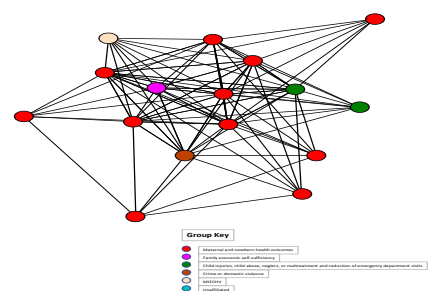 Group Key
Maternal and newborn health outcomes
Family economic self-sufficiency
Child injuries, child abuse, neglect, or maltreatment and reduction of emergency department visits
Crime or domestic violence
MIECHV
Unaffiliated